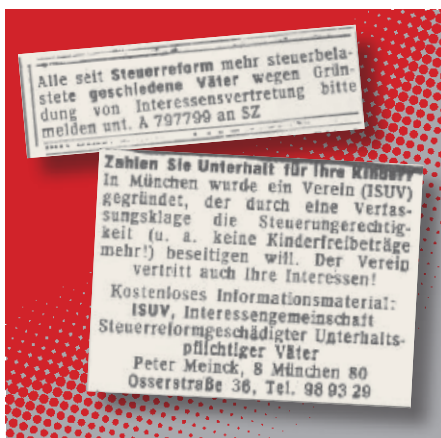 Alle seit Steuerreform mehr steuerbela-
stete geschiedene Väter wegen Grün-
dung von Interessensvertretung bitte
melden unt. A 797799 an SZ
Zahlen Sie Unterhalt für Ihre Kinder?
In München wurde ein Verein (ISUV)
gegründet, der durch eine Verfas-
sungsklage die Steuerungerechtig-
keit (u. a. keine Kinderfreibeträge
mehr!) beseitigen will. Der Verein
vertritt auch Ihre Interessen!
Kostenloses Informationsmaterial:
ISUV, Interessengemeinschaft
Steuerreformgeschädigter Unterhalts-
pflichtiger Väter
Peter Meinck, 8 München 80
Osserstraße 36, Tel. 98 93 29